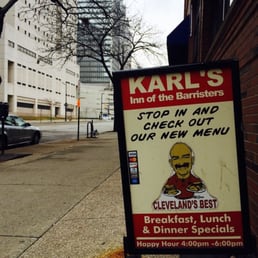 KARL'S
Inn of the Barristers
STOP IN AND
CHECK OUT
OUR NEW MENU
CLEVELAND'S BEST
Breakfast, Lunch
& Dinner Specials
Happy Hour 4:00pm -6:00pm